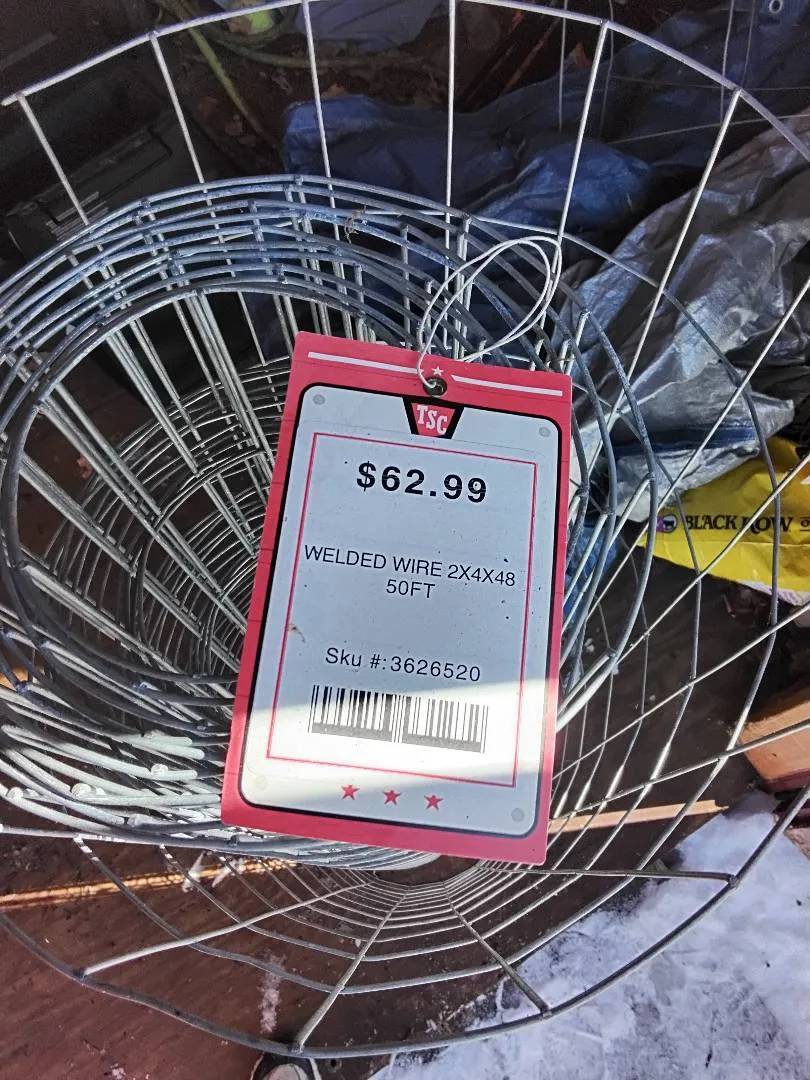 TSC
$62.99
WELDED WIRE 2X4X48
50FT
Sku #:3626520
BLACK KOW